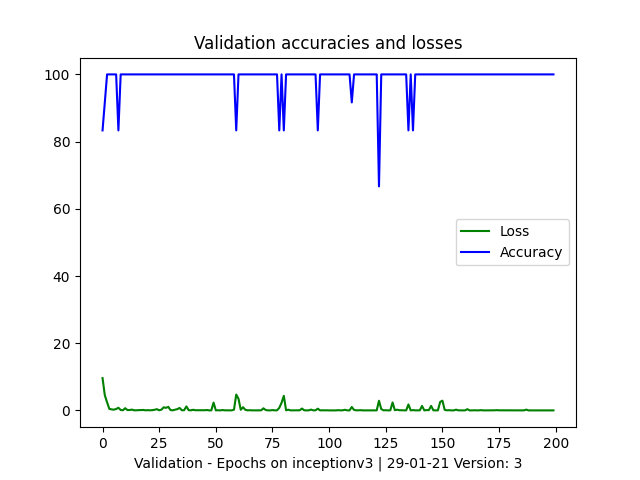 Validation accuracies and losses
100
80
60
40
20
0
Loss
Accuracy
0 25 50 75 100 125 150 175 200
Validation - Epochs on inceptionv3 | 29-01-21 Version: 3